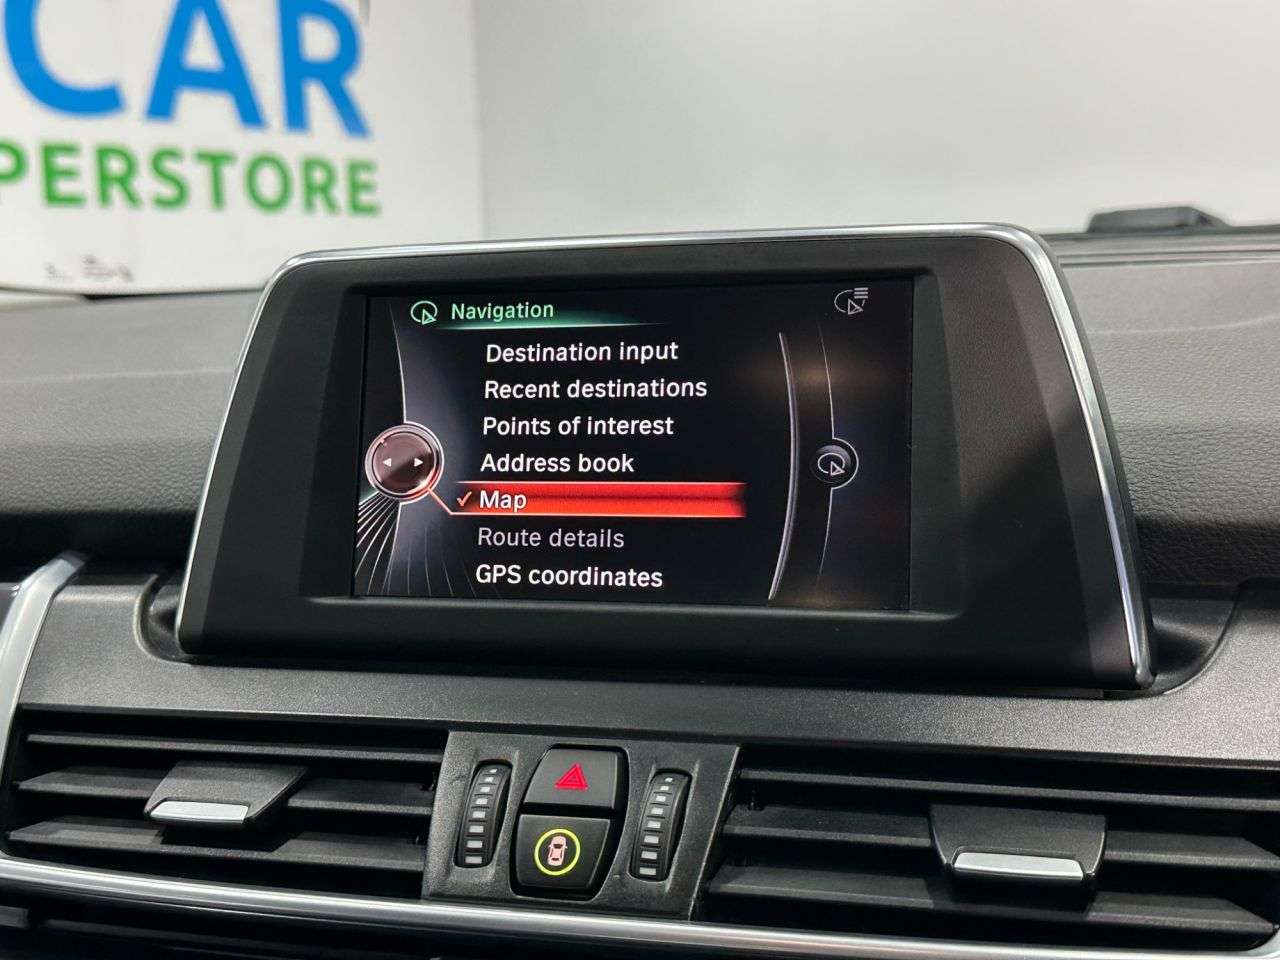 CAR
PERSTORE
Navigation
Destination input
Recent destinations
Points of interest
Address book
Map
Route details
GPS coordinates